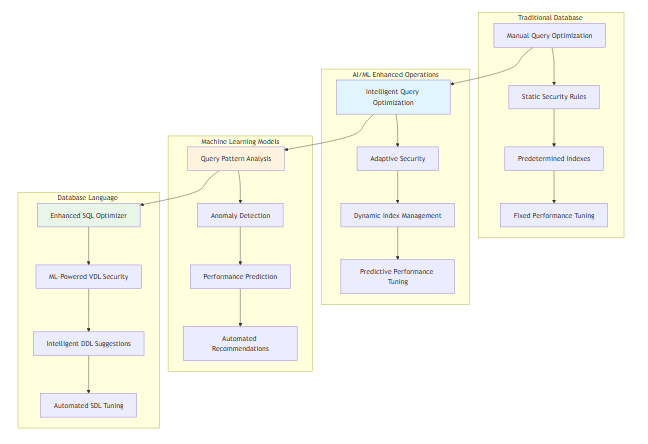 Traditional Database
Manual Query Optimization
Static Security Rules
Predetermined Indexes
Fixed Performance Tuning
AI/ML Enhanced Operations
Intelligent Query
Optimization
Adaptive Security
Dynamic Index Management
Predictive Performance
Tuning
Machine Learning Models
Query Pattern Analysis
Anomaly Detection
Performance Prediction
Automated
Recommendations
Database Language
Enhanced SQL Optimizer
ML-Powered VDL Security
Intelligent DDL Suggestions
Automated SDL Tuning